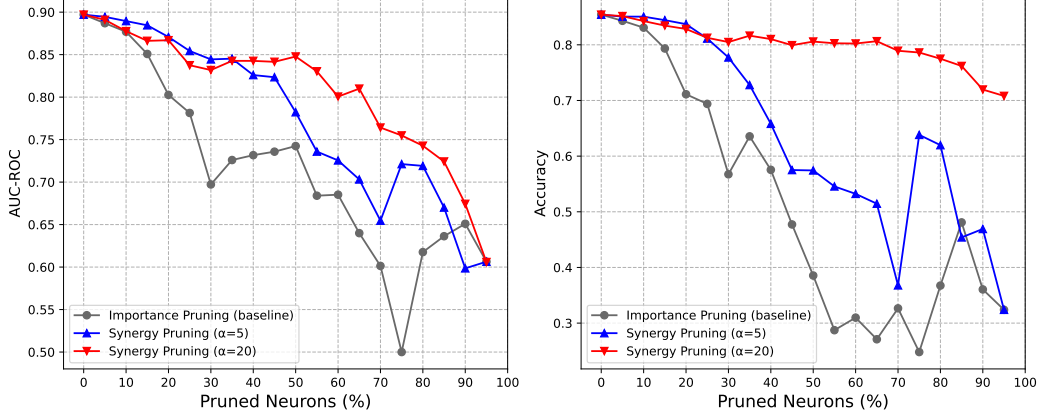 AUC-ROC
0.90
0.85
0.80
0.75
0.70
0.65
0.60
0.55
0.50
Importance Pruning (baseline)
Synergy Pruning (α=5)
Synergy Pruning (α=20)
0 10 20 30 40 50 60 70 80 90 100
Pruned Neurons (%)
Accuracy
0.8
0.7
0.6
0.5
0.4
0.3
Importance Pruning (baseline)
Synergy Pruning (α=5)
Synergy Pruning (α=20)
0 10 20 30 40 50 60 70 80 90 100
Pruned Neurons (%)